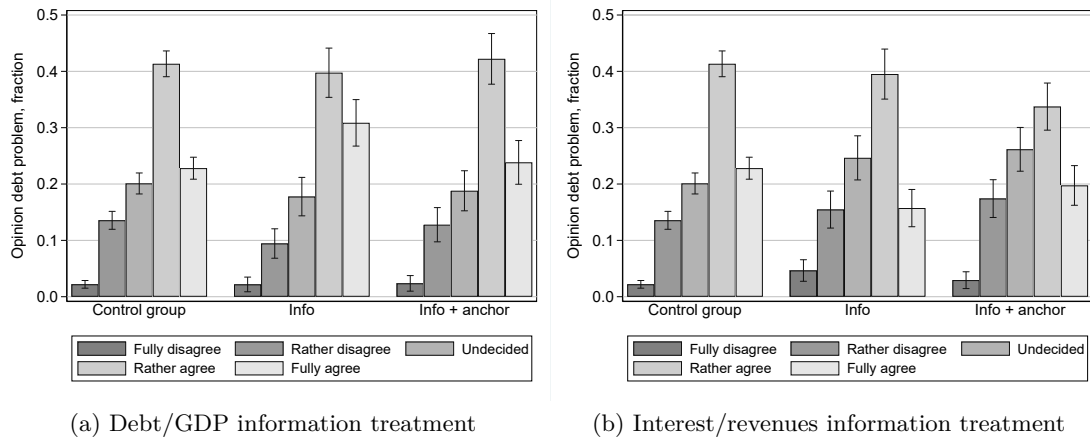 Opinion debt problem, fraction
0.5
0.4
0.3
0.2
0.1
0.0
Control group Info Info + anchor
Fully disagree Rather disagree Undecided
Rather agree Fully agree
(a) Debt/GDP information treatment
Opinion debt problem, fraction
0.5
0.4
0.3
0.2
0.1
0.0
Control group Info Info + anchor
Fully disagree Rather disagree Undecided
Rather agree Fully agree
(b) Interest/revenues information treatment